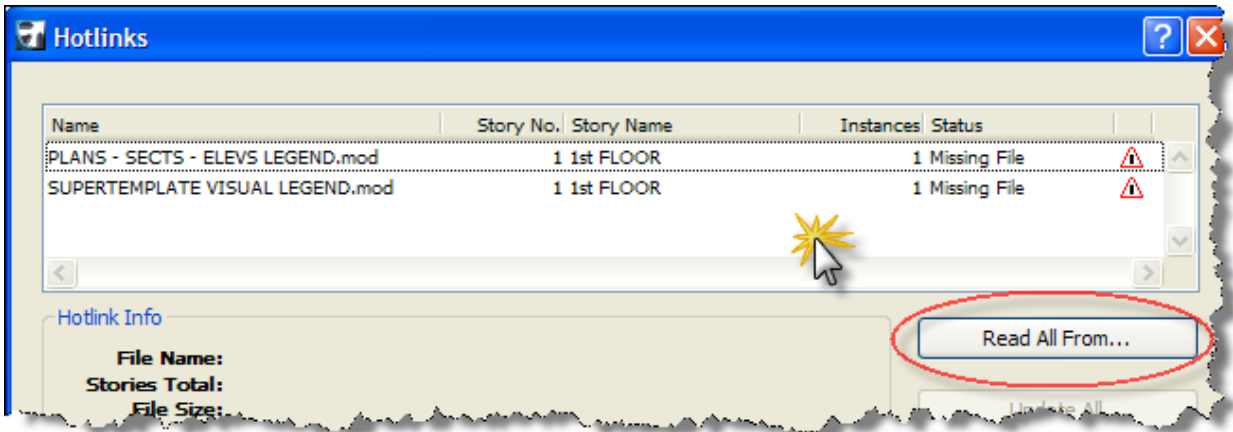 Hotlinks
Name Story No. Story Name Instances Status
PLANS - SECTS - ELEVS LEGEND.mod 1 1st FLOOR 1 Missing File
SUPERTEMPLATE VISUAL LEGEND.mod 1 1st FLOOR 1 Missing File
Hotlink Info
Read All From...
File Name:
Stories Total:
File Size:
Update All